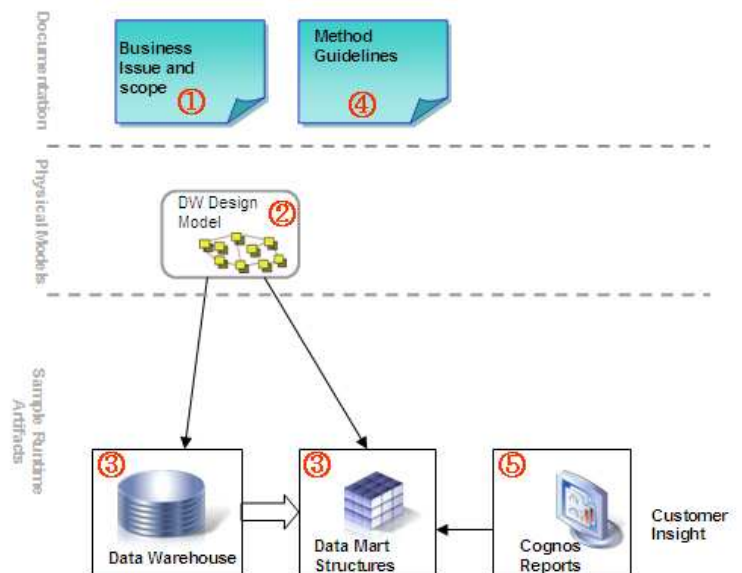 Documentation
Business
Issue and
scope
①
Method
Guidelines
④
Physical Models
DW Design
Model
②
Sample Runtime
Artifacts
③
Data Warehouse
③
Data Mart
Structures
⑤
Cognos
Reports
Customer
Insight